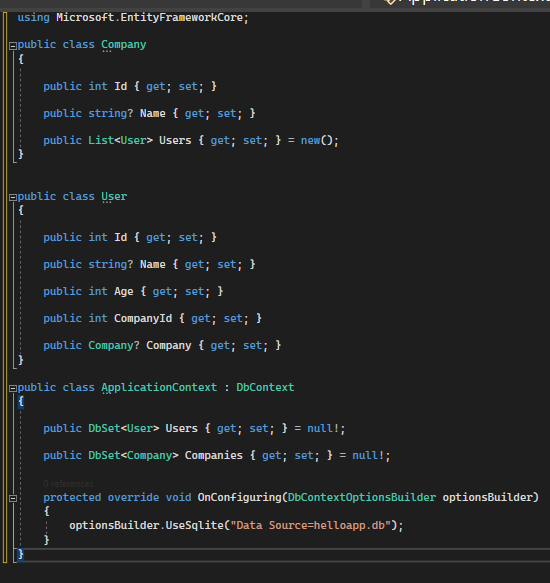 ApplicationContext
using Microsoft.EntityFrameworkCore;
public class Company
{
public int Id { get; set; }
public string? Name { get; set; }
public List<User> Users { get; set; } = new();
}
public class User
{
public int Id { get; set; }
public string? Name { get; set; }
public int Age { get; set; }
public int CompanyId { get; set; }
public Company? Company { get; set; }
}
public class ApplicationContext : DbContext
{
public DbSet<User> Users { get; set; } = null!;
public DbSet<Company> Companies { get; set; } = null!;
0 references
protected override void OnConfiguring(DbContextOptionsBuilder optionsBuilder)
{
optionsBuilder.UseSqlite("Data Source=helloapp.db");
}
}